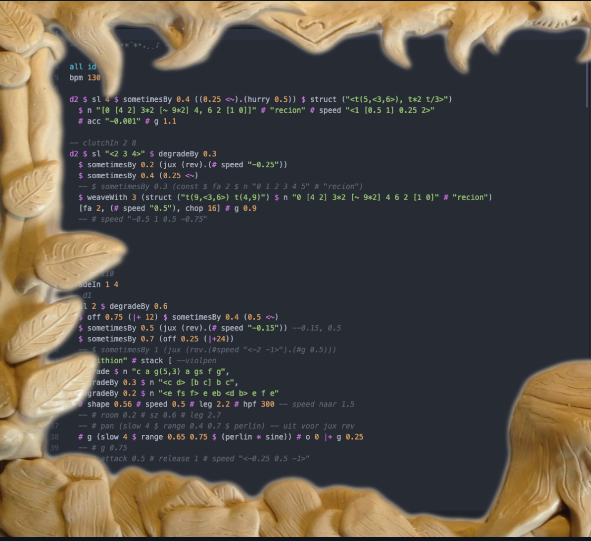 all id
bpm 130
d2 $ sl 4 $ sometimesBy 0.4 ((0.25 <~).(hurry 0.5)) $ struct ("<t(5,<3,6>), t*2 t/3>")
$ n "[0 [4 2] 3*2 [~ 9*2] 4, 6 2 [1 0]]" # "recion" # speed "<1 [0.5 1] 0.25 2>"
# acc "-0.001" # g 1.1
-- clutchIn 2 8
d2 $ sl "<2 3 4>" $ degradeBy 0.3
$ sometimesBy 0.2 (jux (rev).(# speed "-0.25"))
$ sometimesBy 0.4 (0.25 <~)
-- $ sometimesBy 0.3 (const $ fa 2 $ n "0 1 2 3 4 5" # "recion")
$ weaveWith 3 (struct ("t(9,<3,6>) t(4,9)") $ n "0 [4 2] 3*2 [~ 9*2] 4 6 2 [1 0]" # "recion")
[fa 2, (# speed "0.5"), chop 16] # g 0.9
-- # speed "-0.5 1 0.5 -0.75"
In 1 4
d1
2 $ degradeBy 0.6
$ off 0.75 (|+ 12) $ sometimesBy 0.4 (0.5 <~)
$ sometimesBy 0.5 (jux (rev).(# speed "-0.15")) --0.15, 0.5
$ sometimesBy 0.7 (off 0.25 (|+24))
-- $ sometimesBy 1 (jux (rev.(#speed "<-2 -1>").(#g 0.5)))
" # stack [ --violpen
$ n "c a g(5,3) a gs f g",
By 0.3 $ n "<c d> [b c] b c",
By 0.2 $ n "<e fs f> e eb <d b> e f e"
# shape 0.56 # speed 0.5 # leg 2.2 # hpf 300 -- speed naar 1.5
-- # room 0.2 # sz 0.6 # leg 2.7
37 -- # pan (slow 4 $ range 0.4 0.7 $ perlin) -- uit voor jux rev
38 # g (slow 4 $ range 0.65 0.75 $ (perlin * sine)) # o 0 |+ g 0.25
39 -- # g 0.75
attack 0.5 # release 1 # speed "<-0.25 0.5 -1>"